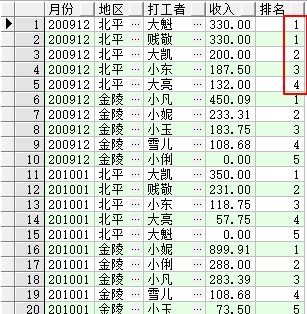 月份 地区 打工者 收入 排名
1 200912 北平 大魁 ··· 330.00 1
2 200912 北平 贱敬 ··· 330.00 1
3 200912 北平 大凯 ··· 200.00 2
4 200912 北平 小东 ··· 187.50 3
5 200912 北平 大亮 ··· 132.00 4
6 200912 金陵 小凡 ··· 450.09 1
7 200912 金陵 小妮 ··· 233.31 2
8 200912 金陵 小玉 ··· 183.75 3
9 200912 金陵 雪儿 ··· 108.68 4
10 200912 金陵 小俐 ··· 0.00 5
11 201001 北平 大凯 ··· 350.00 1
12 201001 北平 贱敬 ··· 231.00 2
13 201001 北平 小东 ··· 118.75 3
14 201001 北平 大亮 ··· 57.75 4
15 201001 北平 大魁 ··· 0.00 5
16 201001 金陵 小妮 ··· 899.91 1
17 201001 金陵 小俐 ··· 288.00 2
18 201001 金陵 小凡 ··· 283.39 3
19 201001 金陵 雪儿 ··· 108.68 4
20 201001 金陵 小玉 ··· 73.50 5